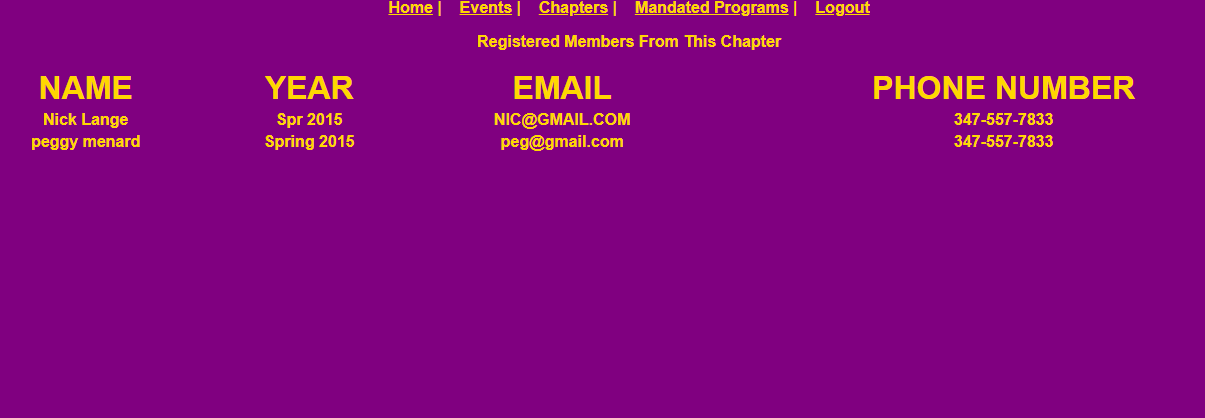 Home | Events | Chapters | Mandated Programs | Logout
Registered Members From This Chapter
NAME YEAR EMAIL PHONE NUMBER
Nick Lange Spr 2015 NIC@GMAIL.COM 347-557-7833
peggy menard Spring 2015 peg@gmail.com 347-557-7833